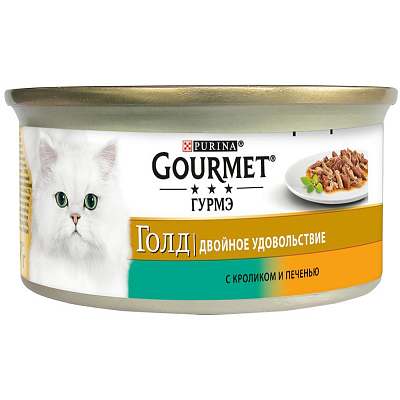 PURINA
GOURMET
ГУРМЭ
Голд | ДВОЙНОЕ УДОВОЛЬСТВИЕ
С КРОЛИКОМ И ПЕЧЕНЬЮ